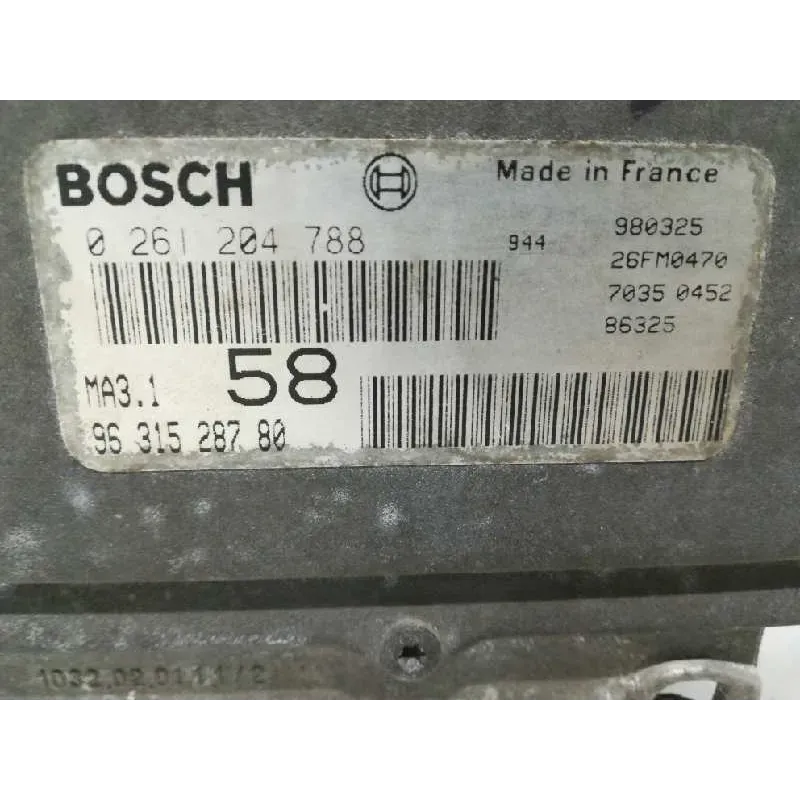 BOSCH Made in France
0 261 204 788 944 980325
26FM0470
7035 0452
86325
MA3.1 58
96 315 287 80